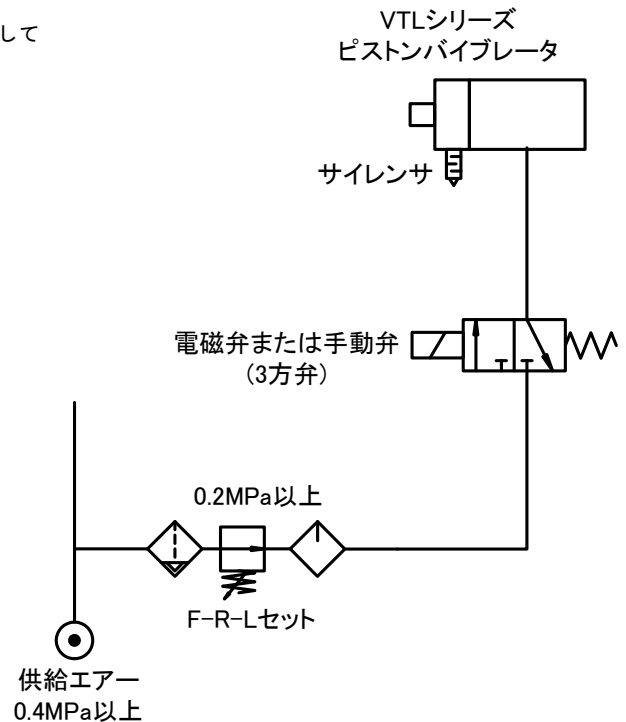 して
VTLシリーズ
ピストンバイブレータ
サイレンサ
電磁弁または手動弁
(3方弁)
0.2MPa以上
F-R-Lセット
供給エアー
0.4MPa以上